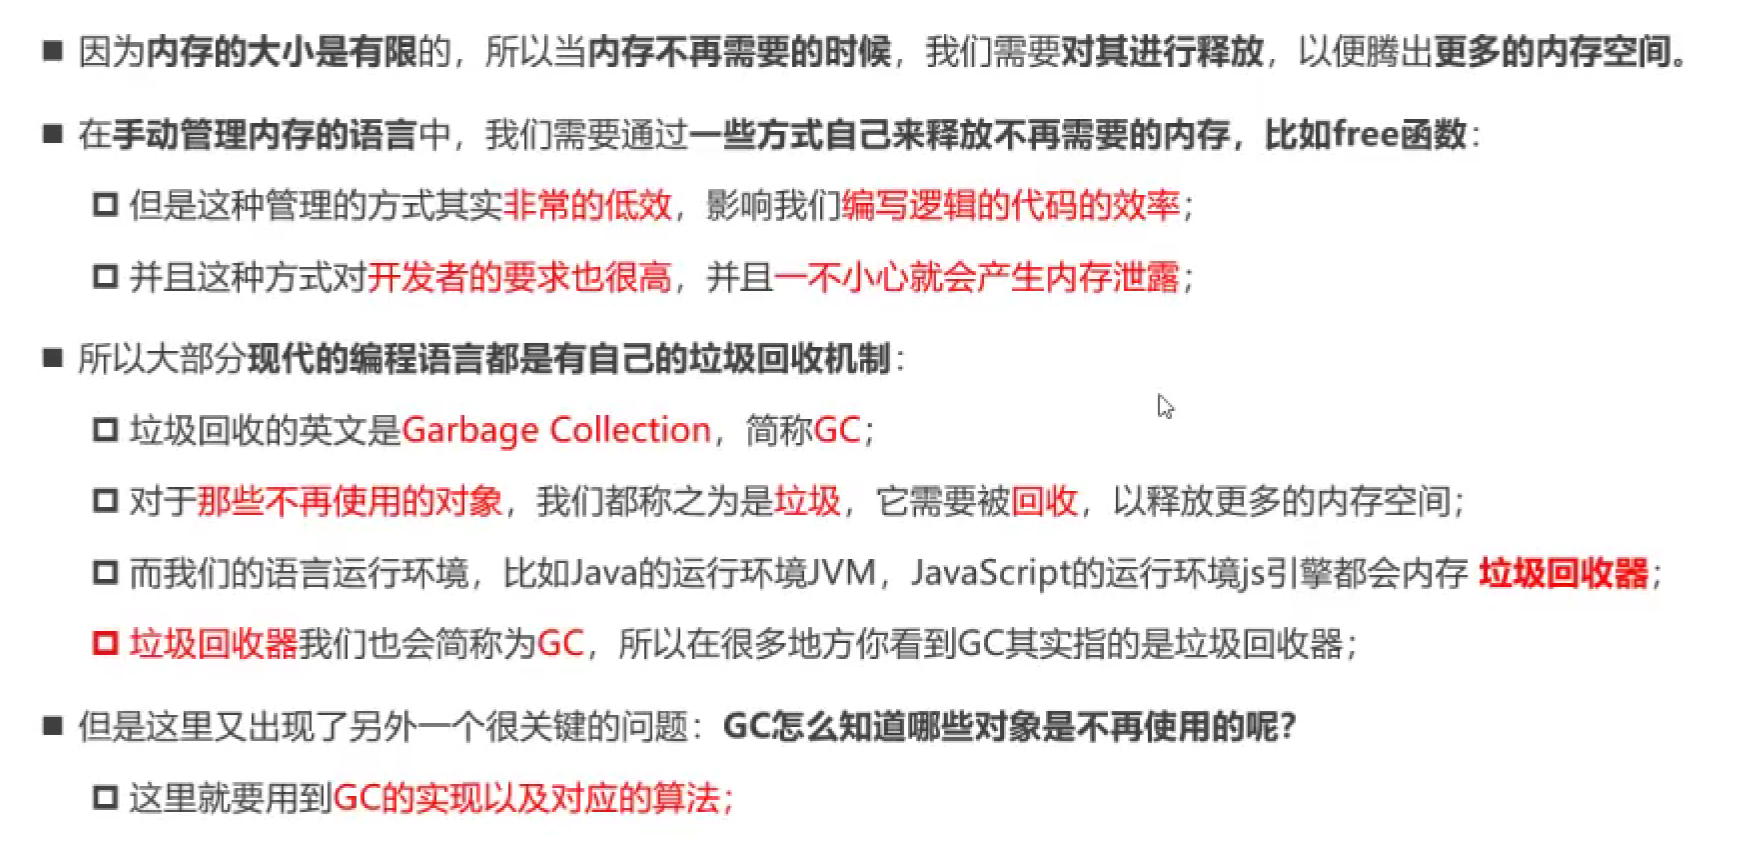 因为内存的大小是有限的，所以当内存不再需要的时候，我们需要对其进行释放，以便腾出更多的内存空间。
在手动管理内存的语言中，我们需要通过一些方式自己来释放不再需要的内存，比如free函数：
但是这种管理的方式其实非常的低效，影响我们编写逻辑的代码的效率；
并且这种方式对开发者的要求也很高，并且一不小心就会产生内存泄露；
所以大部分现代的编程语言都是有自己的垃圾回收机制：
垃圾回收的英文是Garbage Collection，简称GC；
对于那些不再使用的对象，我们都称之为是垃圾，它需要被回收，以释放更多的内存空间；
而我们的语言运行环境，比如Java的运行环境JVM，JavaScript的运行环境js引擎都会内存 垃圾回收器；
垃圾回收器我们也会简称为GC，所以在很多地方你看到GC其实指的是垃圾回收器；
但是这里又出现了另外一个很关键的问题：GC怎么知道哪些对象是不再使用的呢？
这里就要用到GC的实现以及对应的算法；